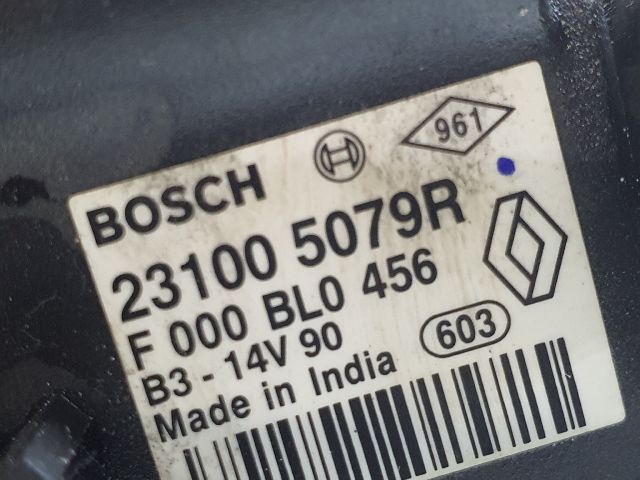 961
BOSCH
23100 5079R
F 000 BL0 456
B3 - 14V 90
603
Made in India